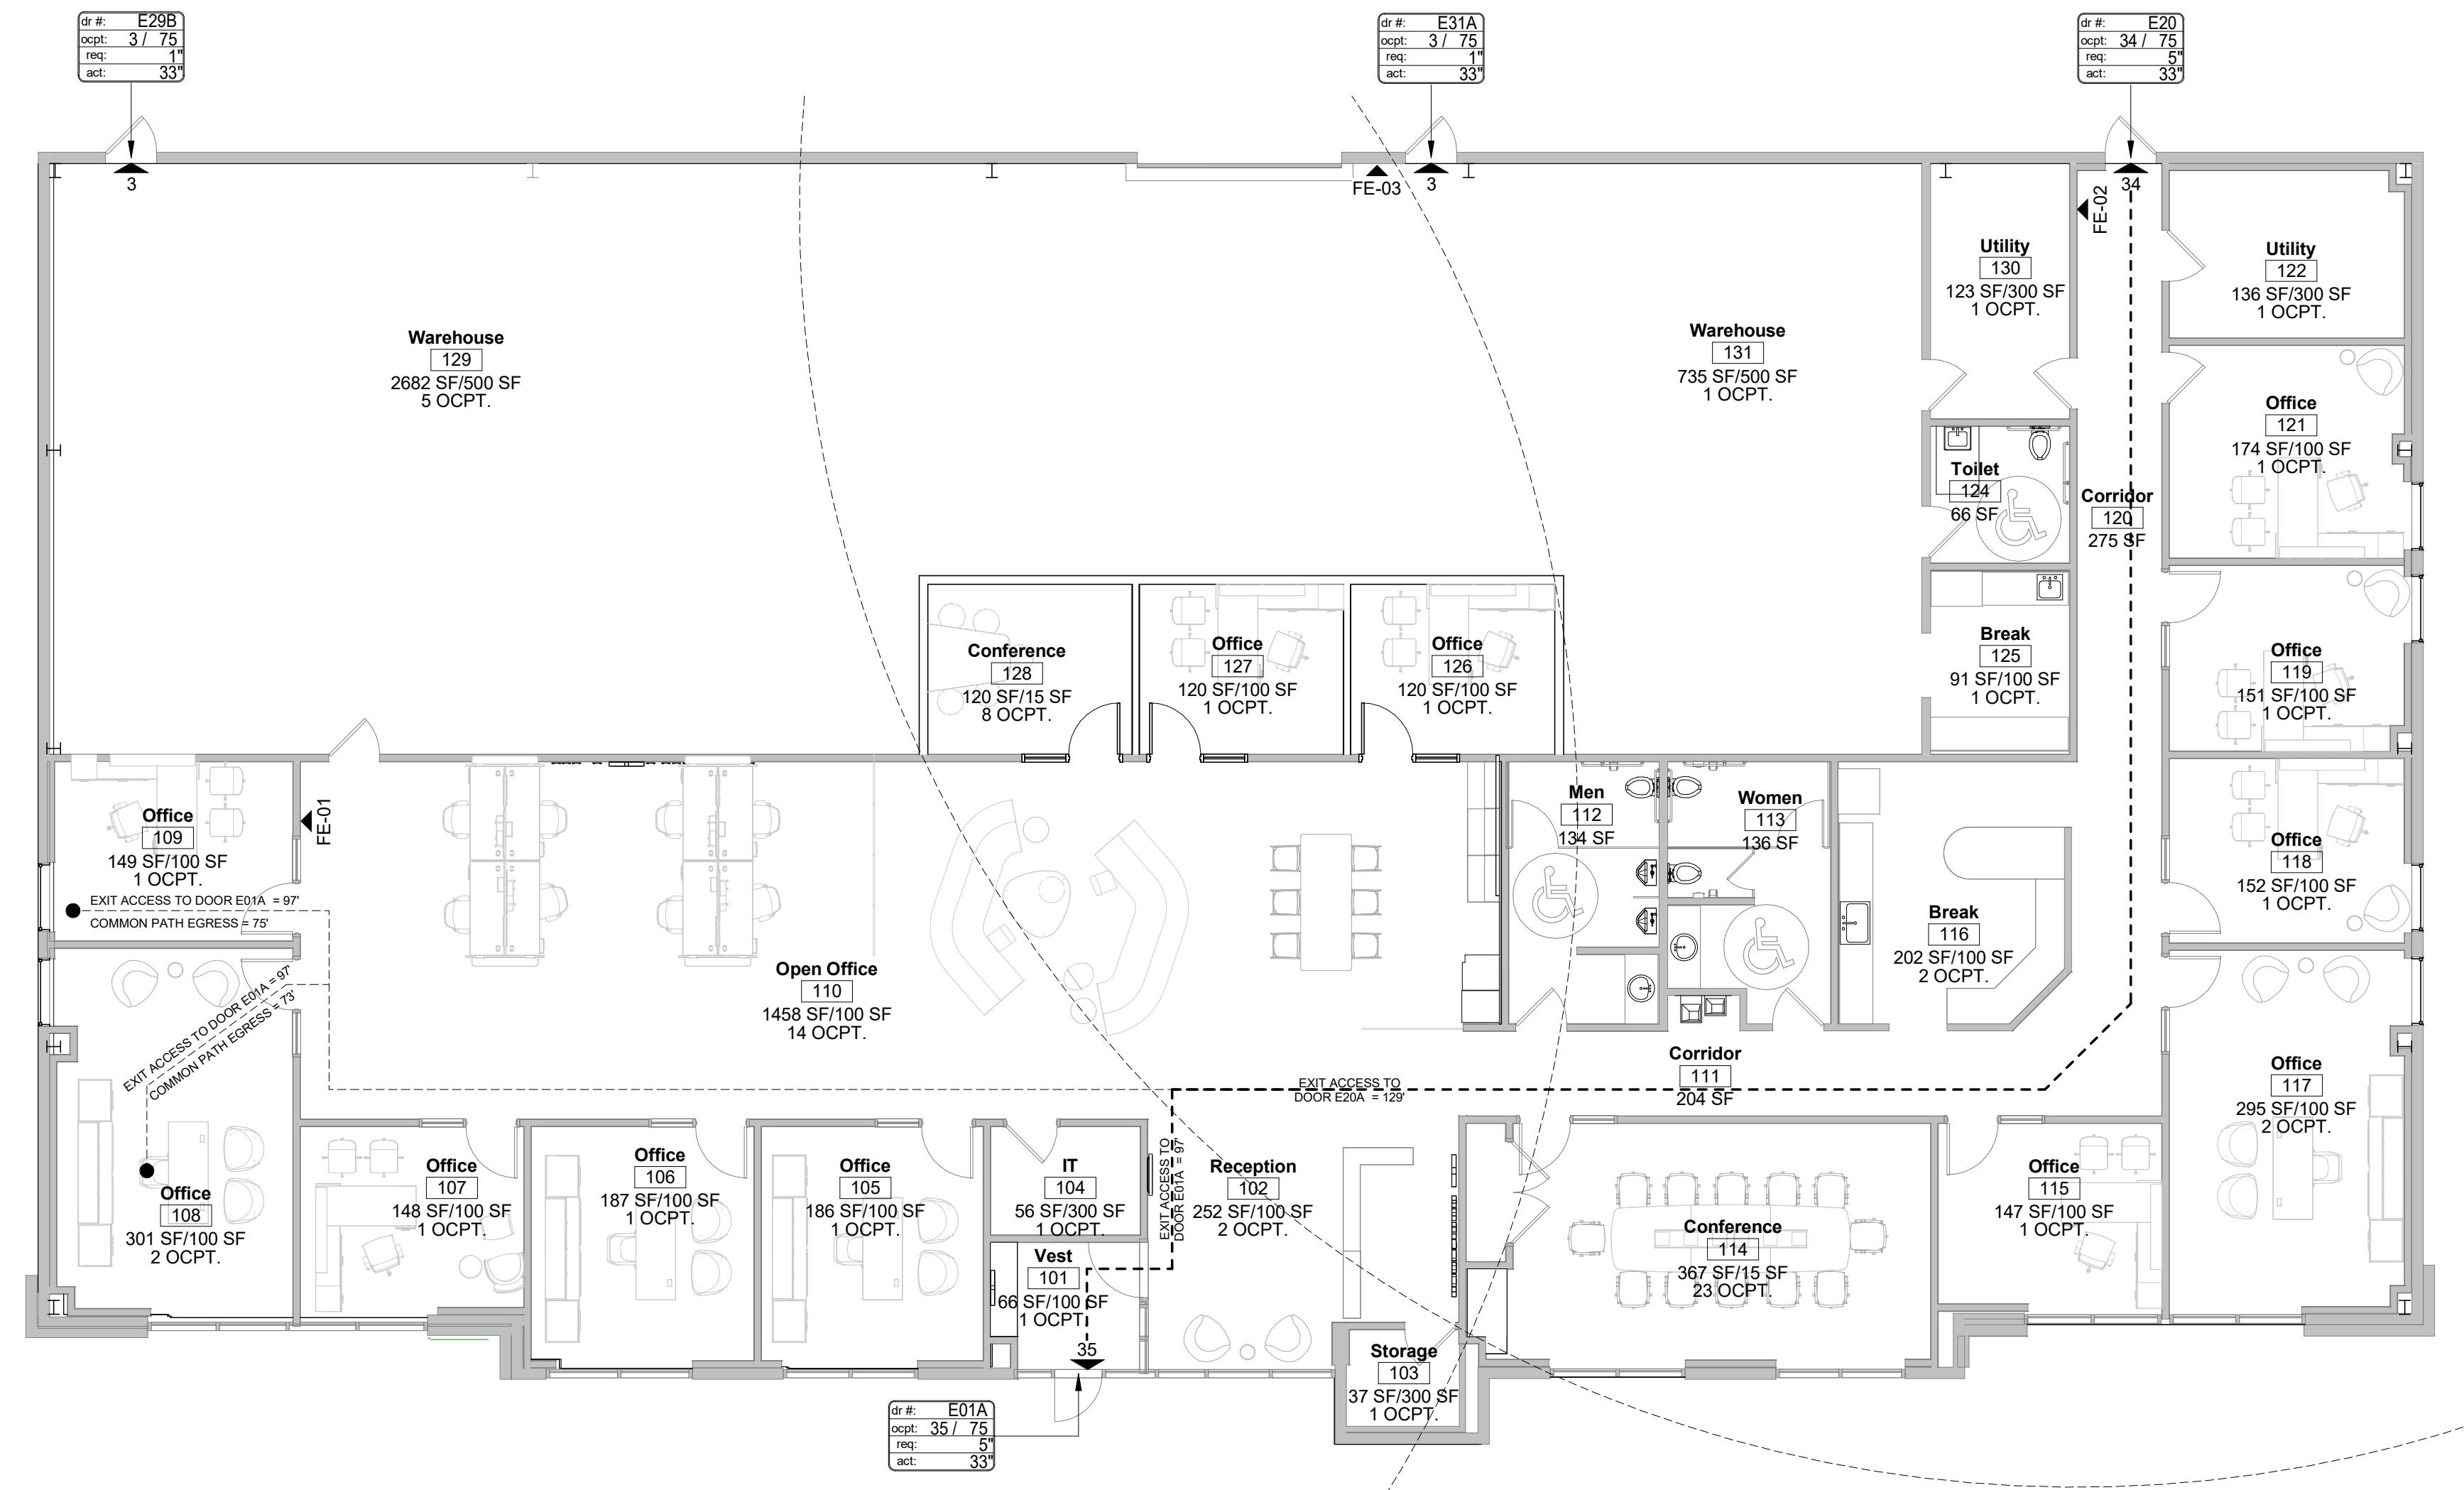 dr #: E29B
ocpt: 3 / 75
req: 1"
act: 33"
dr #: E31A
ocpt: 3 / 75
req: 1"
act: 33"
dr #: E20
ocpt: 34 / 75
req: 5"
act: 33"
3
FE-03
3
34
FE-02
Utility
130
123 SF/300 SF
1 OCPT.
Utility
122
136 SF/300 SF
1 OCPT.
Warehouse
129
2682 SF/500 SF
5 OCPT.
Warehouse
131
735 SF/500 SF
1 OCPT.
Office
121
174 SF/100 SF
1 OCPT.
Toilet
124
66 SF
Corridor
120
275 SF
Conference
128
120 SF/15 SF
8 OCPT.
Office
127
120 SF/100 SF
1 OCPT.
Office
126
120 SF/100 SF
1 OCPT.
Break
125
91 SF/100 SF
1 OCPT.
Office
119
151 SF/100 SF
1 OCPT.
Office
109
149 SF/100 SF
1 OCPT.
FE-01
EXIT ACCESS TO DOOR E01A = 97'
COMMON PATH EGRESS = 75'
Men
112
134 SF
Women
113
136 SF
Office
118
152 SF/100 SF
1 OCPT.
Break
116
202 SF/100 SF
2 OCPT.
Open Office
110
1458 SF/100 SF
14 OCPT.
EXIT ACCESS TO DOOR E01A = 97'
COMMON PATH EGRESS = 73'
Corridor
111
204 SF
EXIT ACCESS TO
DOOR E20A = 129'
EXIT ACCESS TO
DOOR E01A = 97'
Office
117
295 SF/100 SF
2 OCPT.
Office
108
301 SF/100 SF
2 OCPT.
Office
107
148 SF/100 SF
1 OCPT.
Office
106
187 SF/100 SF
1 OCPT.
Office
105
186 SF/100 SF
1 OCPT.
IT
104
56 SF/300 SF
1 OCPT.
Reception
102
252 SF/100 SF
2 OCPT.
Office
115
147 SF/100 SF
1 OCPT.
Conference
114
367 SF/15 SF
23 OCPT.
Vest
101
66 SF/100 SF
1 OCPT.
35
Storage
103
37 SF/300 SF
1 OCPT.
dr #: E01A
ocpt: 35 / 75
req: 5"
act: 33"